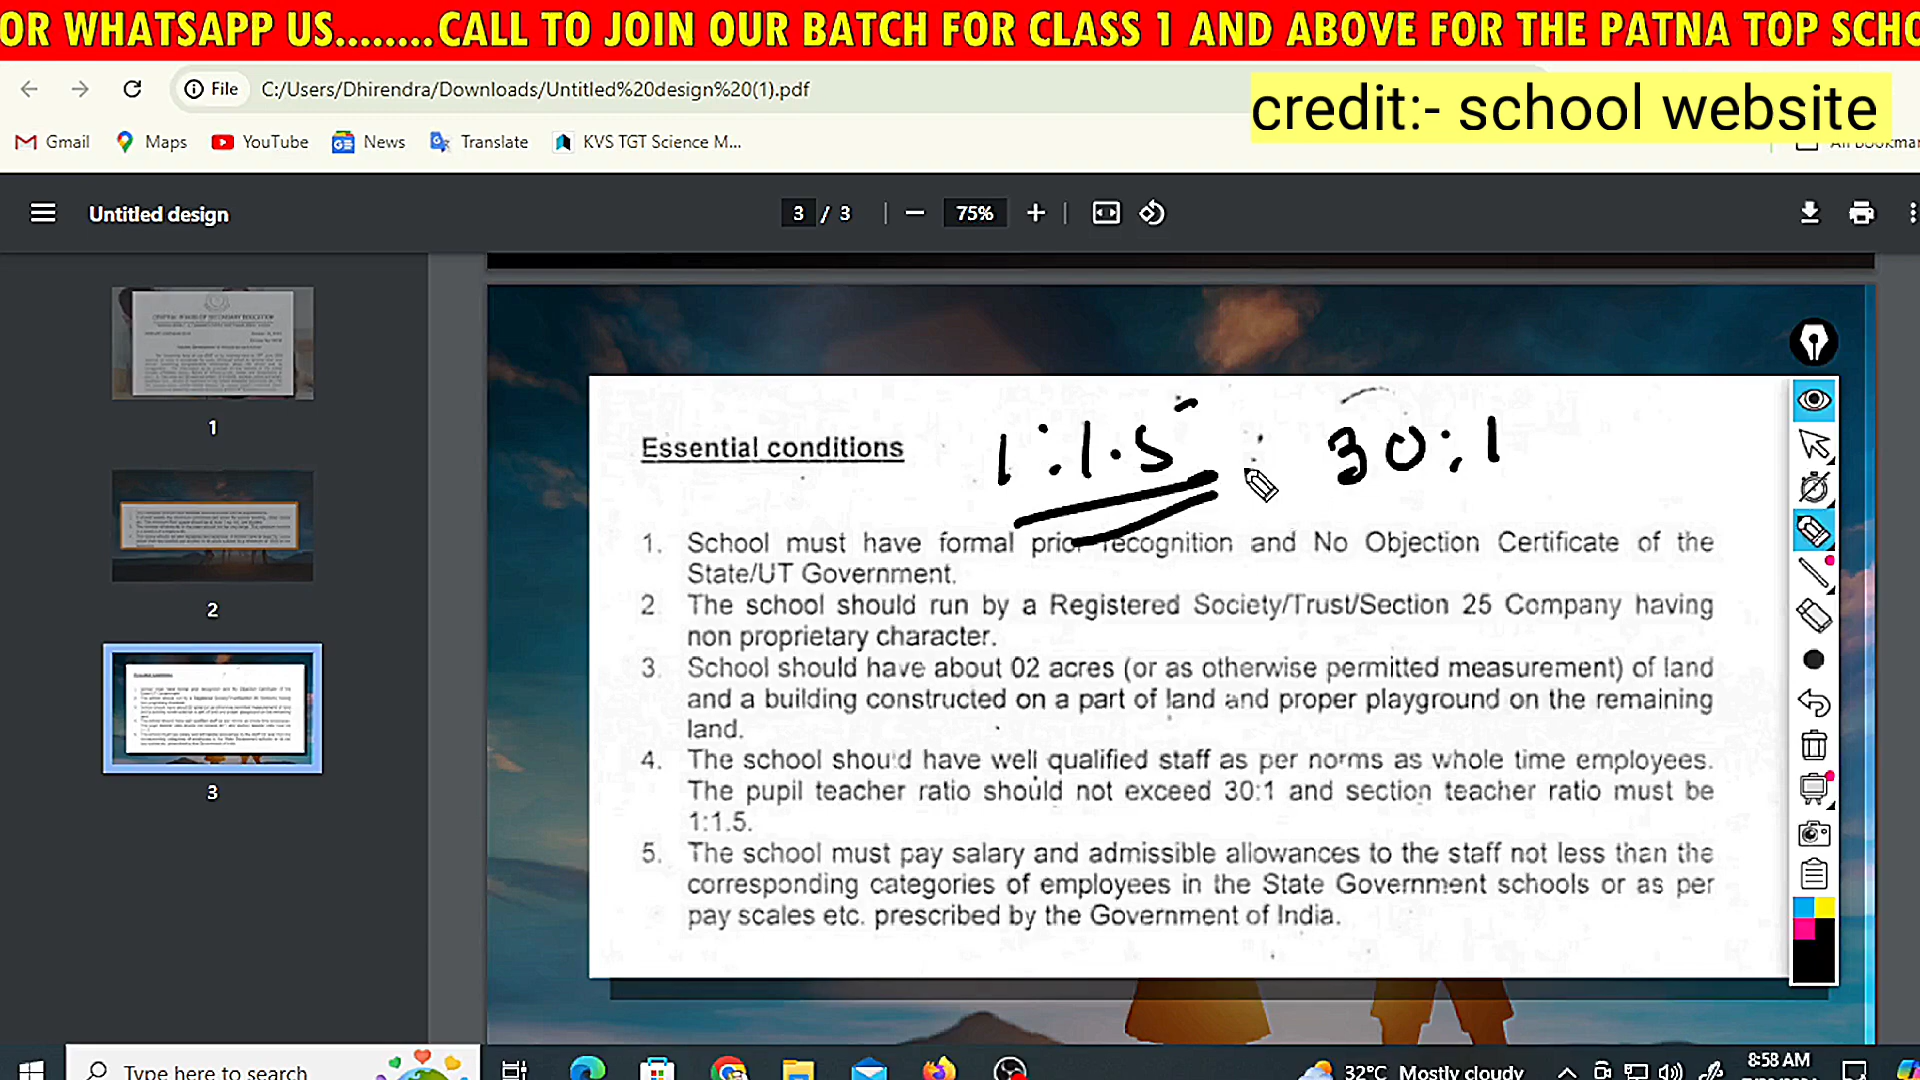 OR WHATSAPP US........CALL TO JOIN OUR BATCH FOR CLASS 1 AND ABOVE FOR THE PATNA TOP SCHO
File C:/Users/Dhirendra/Downloads/Untitled%20design%20(1).pdf
credit:- school website
Gmail Maps YouTube News Translate KVS TGT Science M...
Untitled design 3 / 3 75%
1
2
3
Essential conditions 1:1.5 30:1
1. School must have formal prior recognition and No Objection Certificate of the
State/UT Government.
2. The school should run by a Registered Society/Trust/Section 25 Company having
non proprietary character.
3. School should have about 02 acres (or as otherwise permitted measurement) of land
and a building constructed on a part of land and proper playground on the remaining
land.
4. The school should have well qualified staff as per norms as whole time employees.
The pupil teacher ratio should not exceed 30:1 and section teacher ratio must be
1:1.5.
5. The school must pay salary and admissible allowances to the staff not less than the
corresponding categories of employees in the State Government schools or as per
pay scales etc. prescribed by the Government of India.
Type here to search
32°C Mostly cloudy
8:58 AM